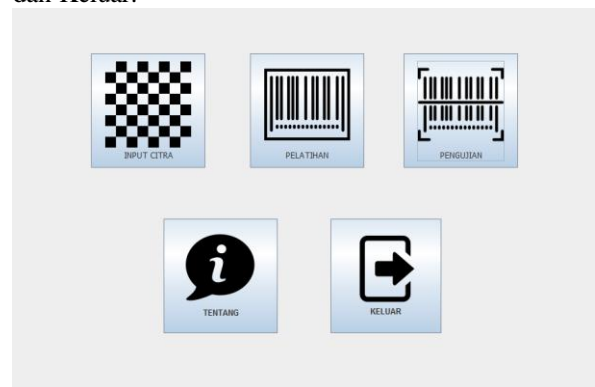 dan Keluar.
INPUT CITRA
PELATIHAN
PENGUJIAN
TENTANG
KELUAR